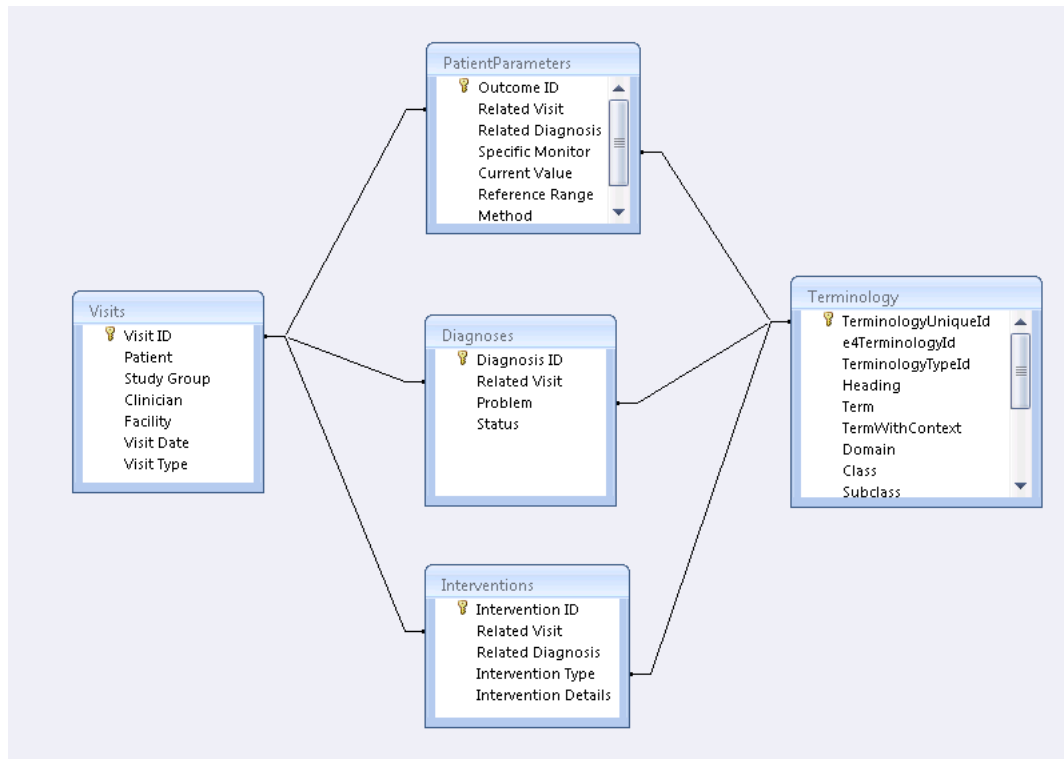 PatientParameters
Outcome ID
Related Visit
Related Diagnosis
Specific Monitor
Current Value
Reference Range
Method
Visits
Visit ID
Patient
Study Group
Clinician
Facility
Visit Date
Visit Type
Diagnoses
Diagnosis ID
Related Visit
Problem
Status
Terminology
TerminologyUniqueId
e4TerminologyId
TerminologyTypeId
Heading
Term
TermWithContext
Domain
Class
Subclass
Interventions
Intervention ID
Related Visit
Related Diagnosis
Intervention Type
Intervention Details